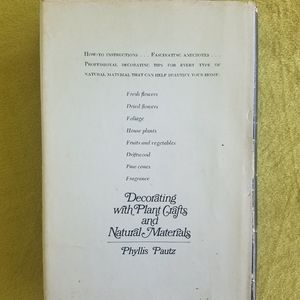 How-to instructions . . . Fascinating anecdotes . . .
Professional decorating tips for every type of
natural material that can help beautify your home!
Fresh flowers
Dried flowers
Foliage
House plants
Fruits and vegetables
Driftwood
Pine cones
Fragrance
Decorating
with Plant Crafts
and
Natural Materials
Phyllis Pautz